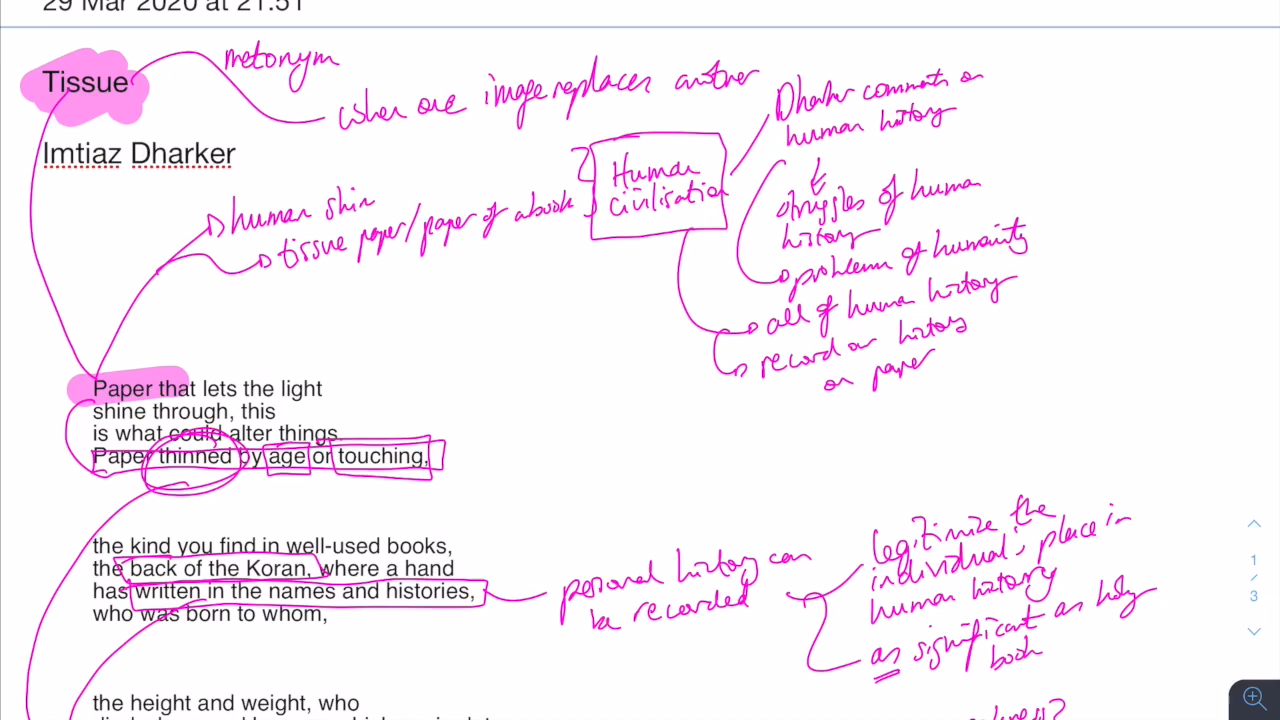 29 Mar 2020 at 21:51
Tissue
metonym
when one image replaces another
Imtiaz Dharker
human skin
tissue paper/paper of a book
Human
civilisation
Dharker comments on
human history
struggles of human
history
problem of humanity
all of human history
record our history
on paper
Paper that lets the light
shine through, this
is what could alter things.
Paper thinned by age or touching,
the kind you find in well-used books,
the back of the Koran, where a hand
has written in the names and histories,
who was born to whom,
personal history can
be recorded
legitimize the
individual's place in
human history
as significant as holy
book
the height and weight, who
1
/
3